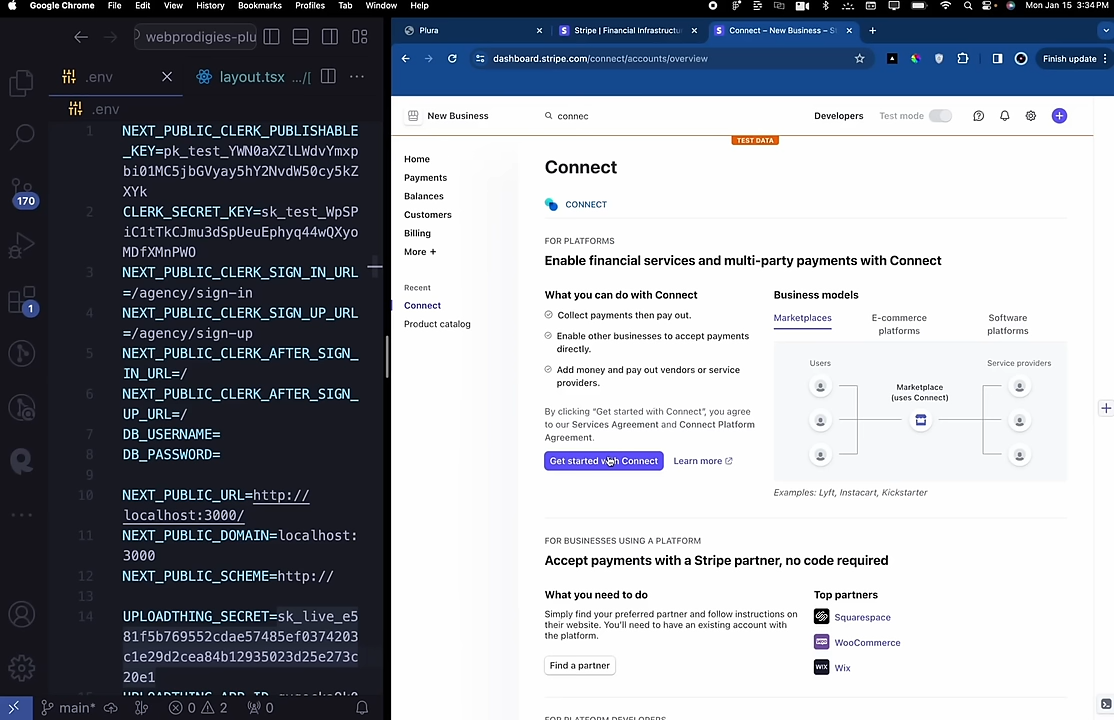 Google Chrome File Edit View History Bookmarks Profiles Tab Window Help Mon Jan 15 3:34 PM
webprodigies-plu
.env
layout.tsx .../[
.env
1 NEXT_PUBLIC_CLERK_PUBLISHABLE
_KEY=pk_test_YWN0aXZlLWdvYmxp
bi01MC5jbGVyay5hY2NvdW50cy5kZ
XYk
2 CLERK_SECRET_KEY=sk_test_WpSP
iC1tTkCJmu3dSpUeuEphyq44wQXyo
MDfXMnPWO
3 NEXT_PUBLIC_CLERK_SIGN_IN_URL
=/agency/sign-in
4 NEXT_PUBLIC_CLERK_SIGN_UP_URL
=/agency/sign-up
5 NEXT_PUBLIC_CLERK_AFTER_SIGN_
IN_URL=/
6 NEXT_PUBLIC_CLERK_AFTER_SIGN_
UP_URL=/
7 DB_USERNAME=
8 DB_PASSWORD=
9
10 NEXT_PUBLIC_URL=http://
localhost:3000/
11 NEXT_PUBLIC_DOMAIN=localhost:
3000
12 NEXT_PUBLIC_SCHEME=http://
13
14 UPLOADTHING_SECRET=sk_live_e5
81f5b769552cdae57485ef0374203
c1e29d2cea84b12935023d25e273c
20e1
170
1
main* 0 2 0
Plura
Stripe | Financial Infrastructu
Connect – New Business – S
dashboard.stripe.com/connect/accounts/overview
Finish update
New Business
connec
Developers
Test mode
TEST DATA
Home
Payments
Balances
Customers
Billing
More +
Recent
Connect
Product catalog
Connect
CONNECT
FOR PLATFORMS
Enable financial services and multi-party payments with Connect
What you can do with Connect
Collect payments then pay out.
Enable other businesses to accept payments
directly.
Add money and pay out vendors or service
providers.
By clicking “Get started with Connect”, you agree
to our Services Agreement and Connect Platform
Agreement.
Get started with Connect
Learn more
Business models
Marketplaces
E-commerce
platforms
Software
platforms
Users
Service providers
Marketplace
(uses Connect)
Examples: Lyft, Instacart, Kickstarter
FOR BUSINESSES USING A PLATFORM
Accept payments with a Stripe partner, no code required
What you need to do
Simply find your preferred partner and follow instructions on
their website. You'll need to have an existing account with
the platform.
Find a partner
Top partners
Squarespace
WooCommerce
Wix